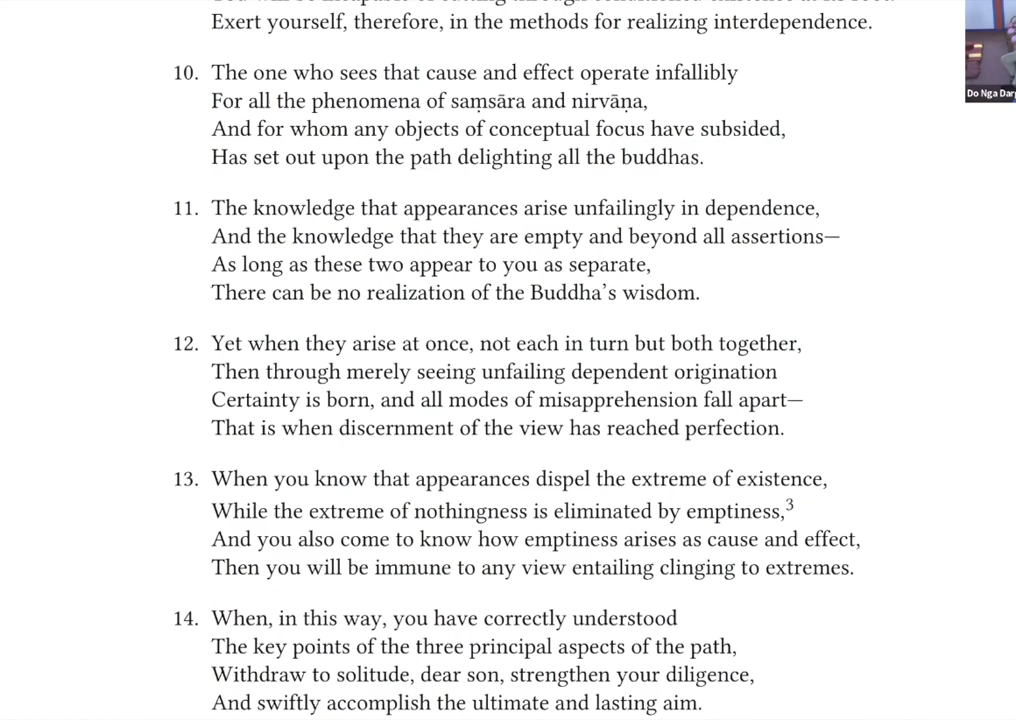 Exert yourself, therefore, in the methods for realizing interdependence.
10. The one who sees that cause and effect operate infallibly
For all the phenomena of saṃsāra and nirvāṇa,
And for whom any objects of conceptual focus have subsided,
Has set out upon the path delighting all the buddhas.
11. The knowledge that appearances arise unfailingly in dependence,
And the knowledge that they are empty and beyond all assertions—
As long as these two appear to you as separate,
There can be no realization of the Buddha’s wisdom.
12. Yet when they arise at once, not each in turn but both together,
Then through merely seeing unfailing dependent origination
Certainty is born, and all modes of misapprehension fall apart—
That is when discernment of the view has reached perfection.
13. When you know that appearances dispel the extreme of existence,
While the extreme of nothingness is eliminated by emptiness,3
And you also come to know how emptiness arises as cause and effect,
Then you will be immune to any view entailing clinging to extremes.
14. When, in this way, you have correctly understood
The key points of the three principal aspects of the path,
Withdraw to solitude, dear son, strengthen your diligence,
And swiftly accomplish the ultimate and lasting aim.
Do Nga Dar